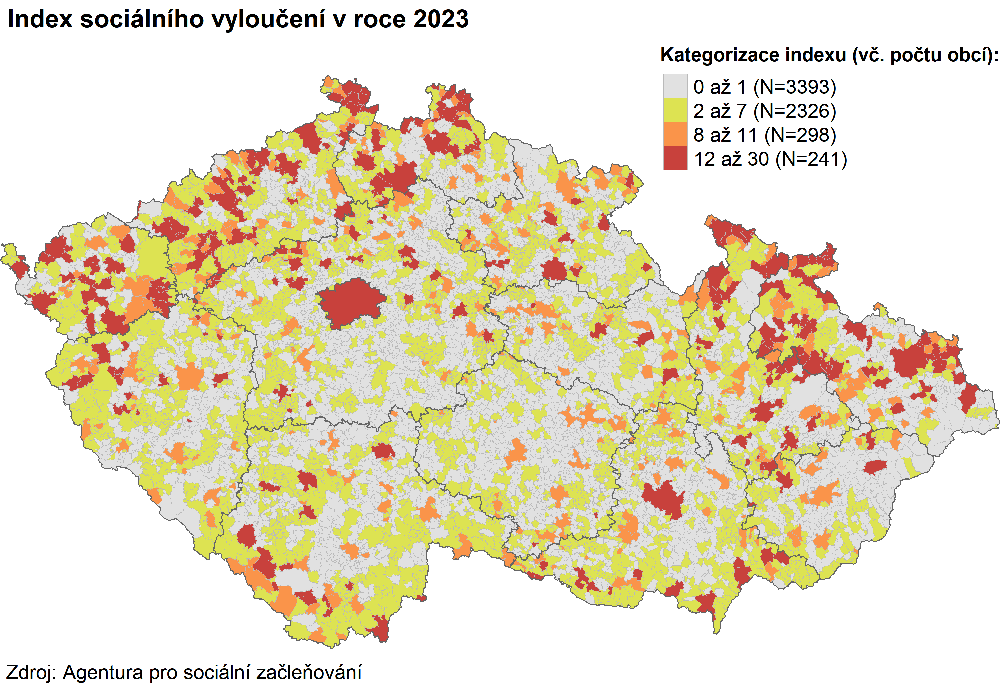 Index sociálního vyloučení v roce 2023
Kategorizace indexu (vč. počtu obcí):
0 až 1 (N=3393)
2 až 7 (N=2326)
8 až 11 (N=298)
12 až 30 (N=241)
Zdroj: Agentura pro sociální začleňování